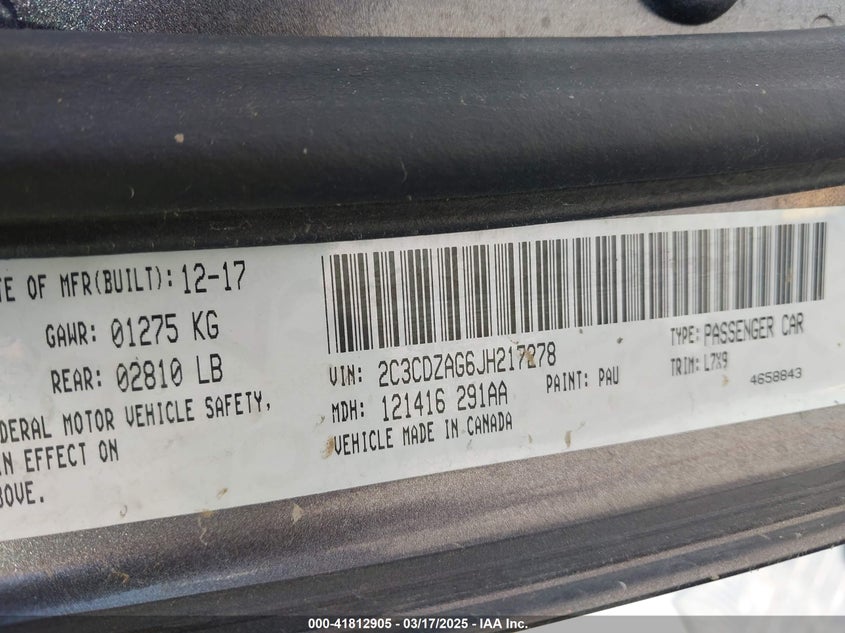 TE OF MFR(BUILT): 12-17
GAWR: 01275 KG
REAR: 02810 LB
DERAL MOTOR VEHICLE SAFETY,
IN EFFECT ON
BOVE.
VIN: 2C3CDZAG6JH217278
TYPE: PASSENGER CAR
MDH: 121416 291AA
PAINT: PAU
TRIM: L7X9
VEHICLE MADE IN CANADA
4658843
000-41812905 – 03/17/2025 – IAA Inc.